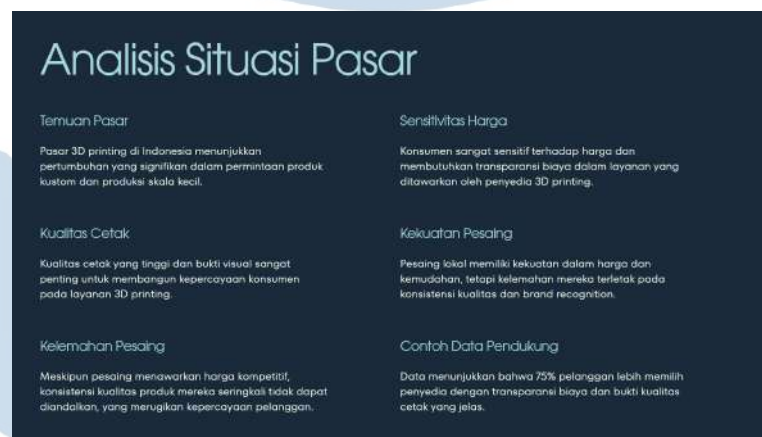 Analisis Situasi Pasar
Temuan Pasar
Pasar 3D printing di Indonesia menunjukkan
pertumbuhan yang signifikan dalam permintaan produk
kustom dan produksi skala kecil.
Sensitivitas Harga
Konsumen sangat sensitif terhadap harga dan
membutuhkan transparansi biaya dalam layanan yang
ditawarkan oleh penyedia 3D printing.
Kualitas Cetak
Kualitas cetak yang tinggi dan bukti visual sangat
penting untuk membangun kepercayaan konsumen
pada layanan 3D printing.
Kekuatan Pesaing
Pesaing lokal memiliki kekuatan dalam harga dan
kemudahan, tetapi kelemahan mereka terletak pada
konsistensi kualitas dan brand recognition.
Kelemahan Pesaing
Meskipun pesaing menawarkan harga kompetitif,
konsistensi kualitas produk mereka seringkali tidak dapat
diandalkan, yang merugikan kepercayaan pelanggan.
Contoh Data Pendukung
Data menunjukkan bahwa 75% pelanggan lebih memilih
penyedia dengan transparansi biaya dan bukti kualitas
cetak yang jelas.